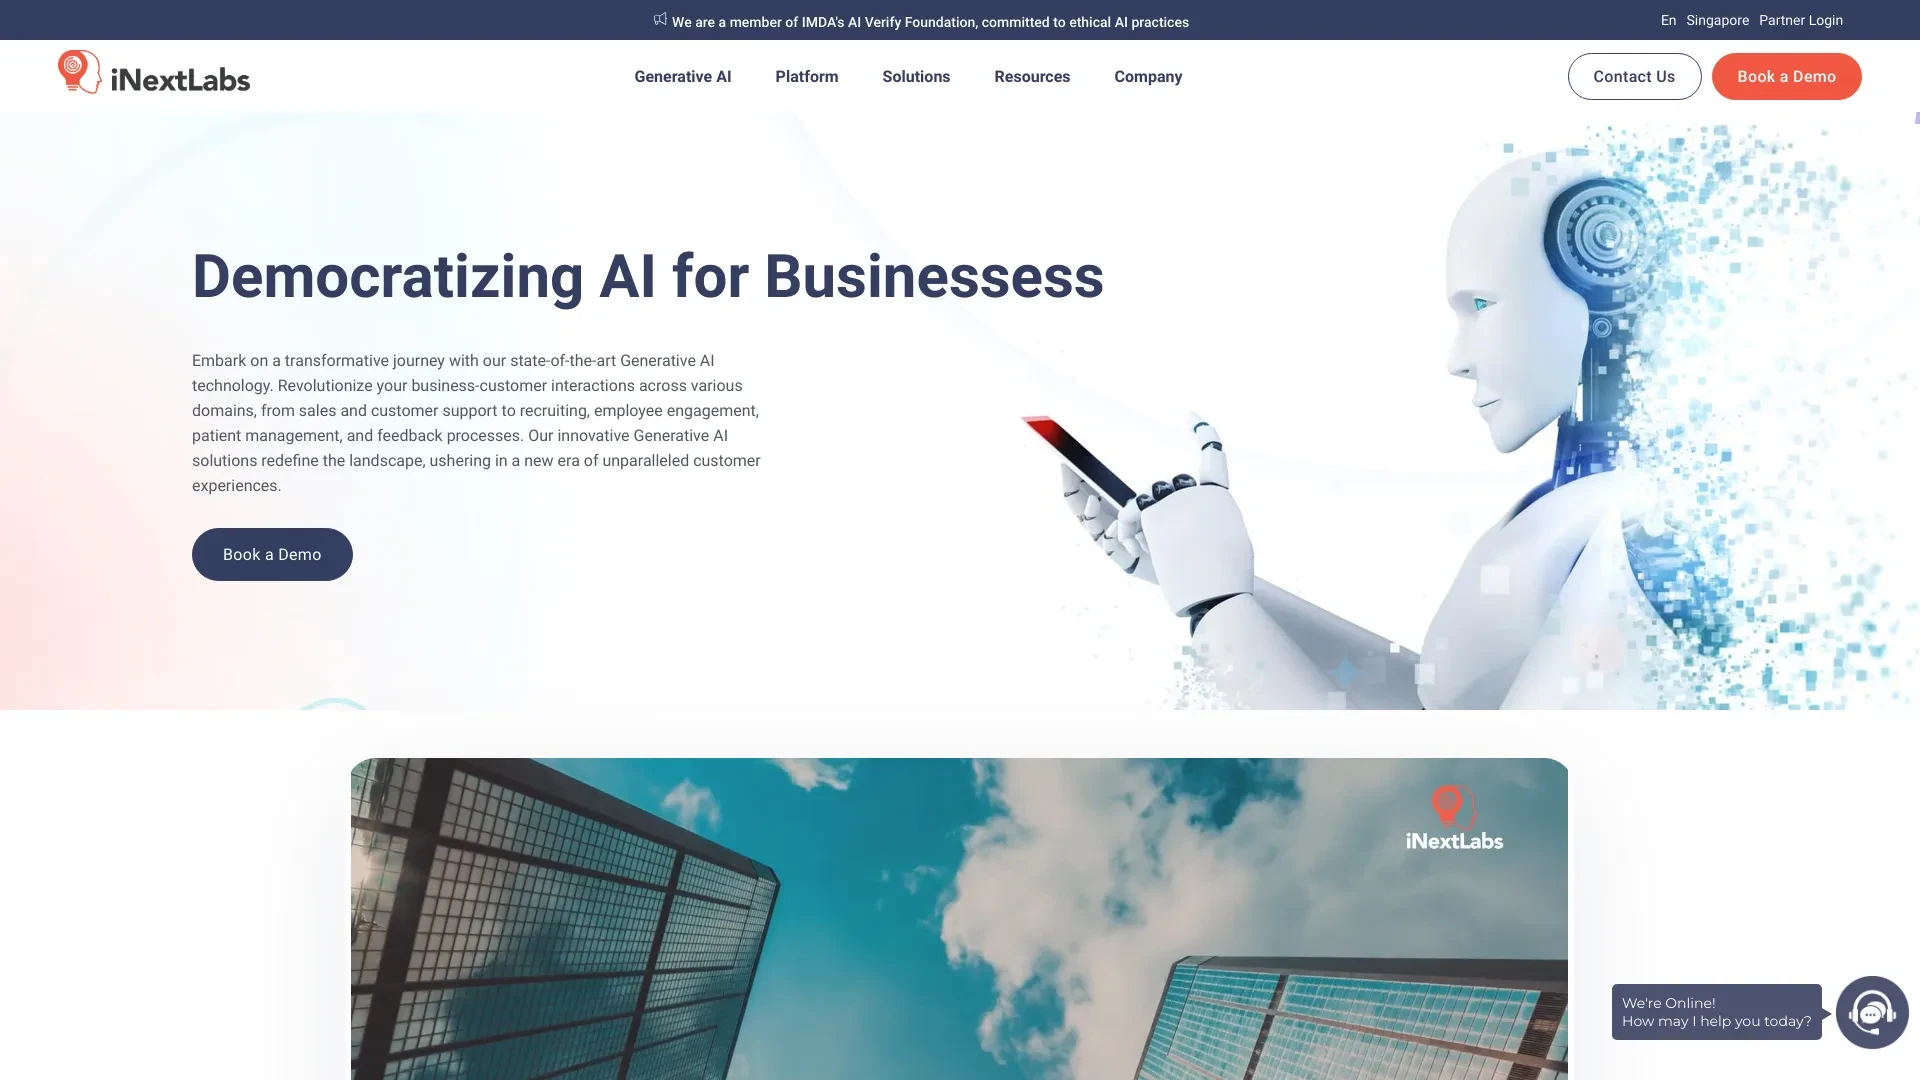 We are a member of IMDA's AI Verify Foundation, committed to ethical AI practices
En Singapore Partner Login
iNextLabs
Generative AI Platform Solutions Resources Company
Contact Us
Book a Demo
Democratizing AI for Businessess
Embark on a transformative journey with our state-of-the-art Generative AI
technology. Revolutionize your business-customer interactions across various
domains, from sales and customer support to recruiting, employee engagement,
patient management, and feedback processes. Our innovative Generative AI
solutions redefine the landscape, ushering in a new era of unparalleled customer
experiences.
Book a Demo
iNextLabs
We're Online!
How may I help you today?